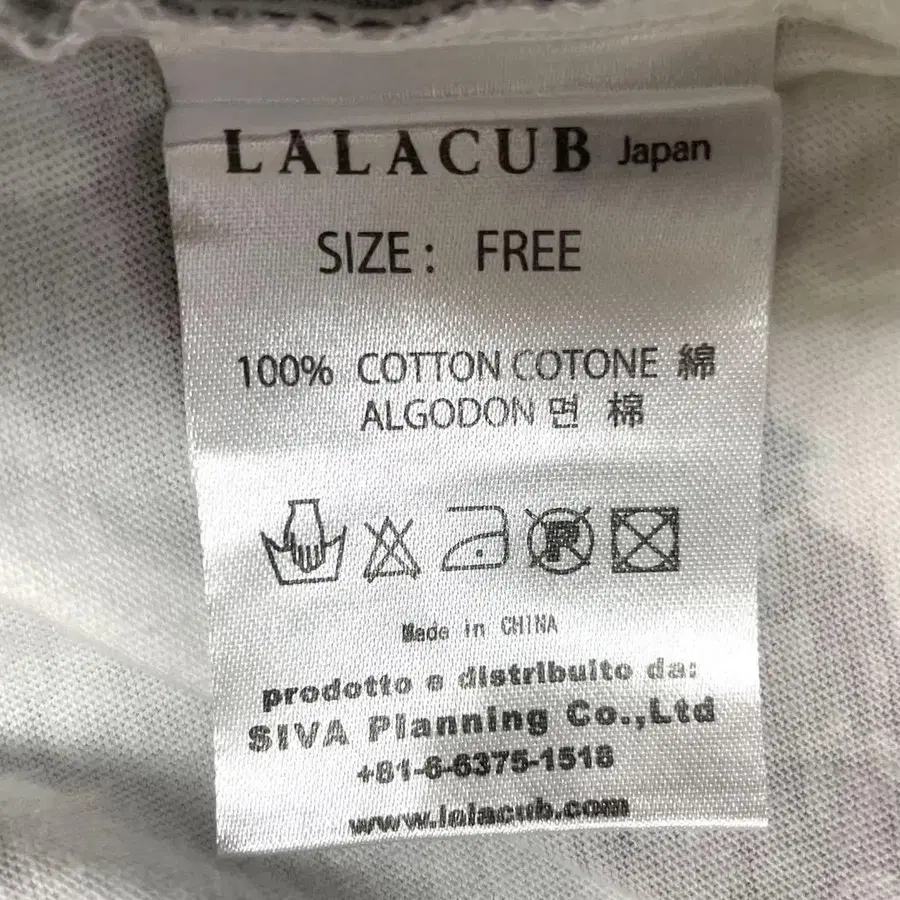 LALACUB Japan
SIZE: FREE
100% COTTON COTONE 綿
ALGODON 면 棉
P
Made in CHINA
prodotto e distribuito da:
SIVA Planning Co.,Ltd
+81-6-6375-1518
www.lalacub.com